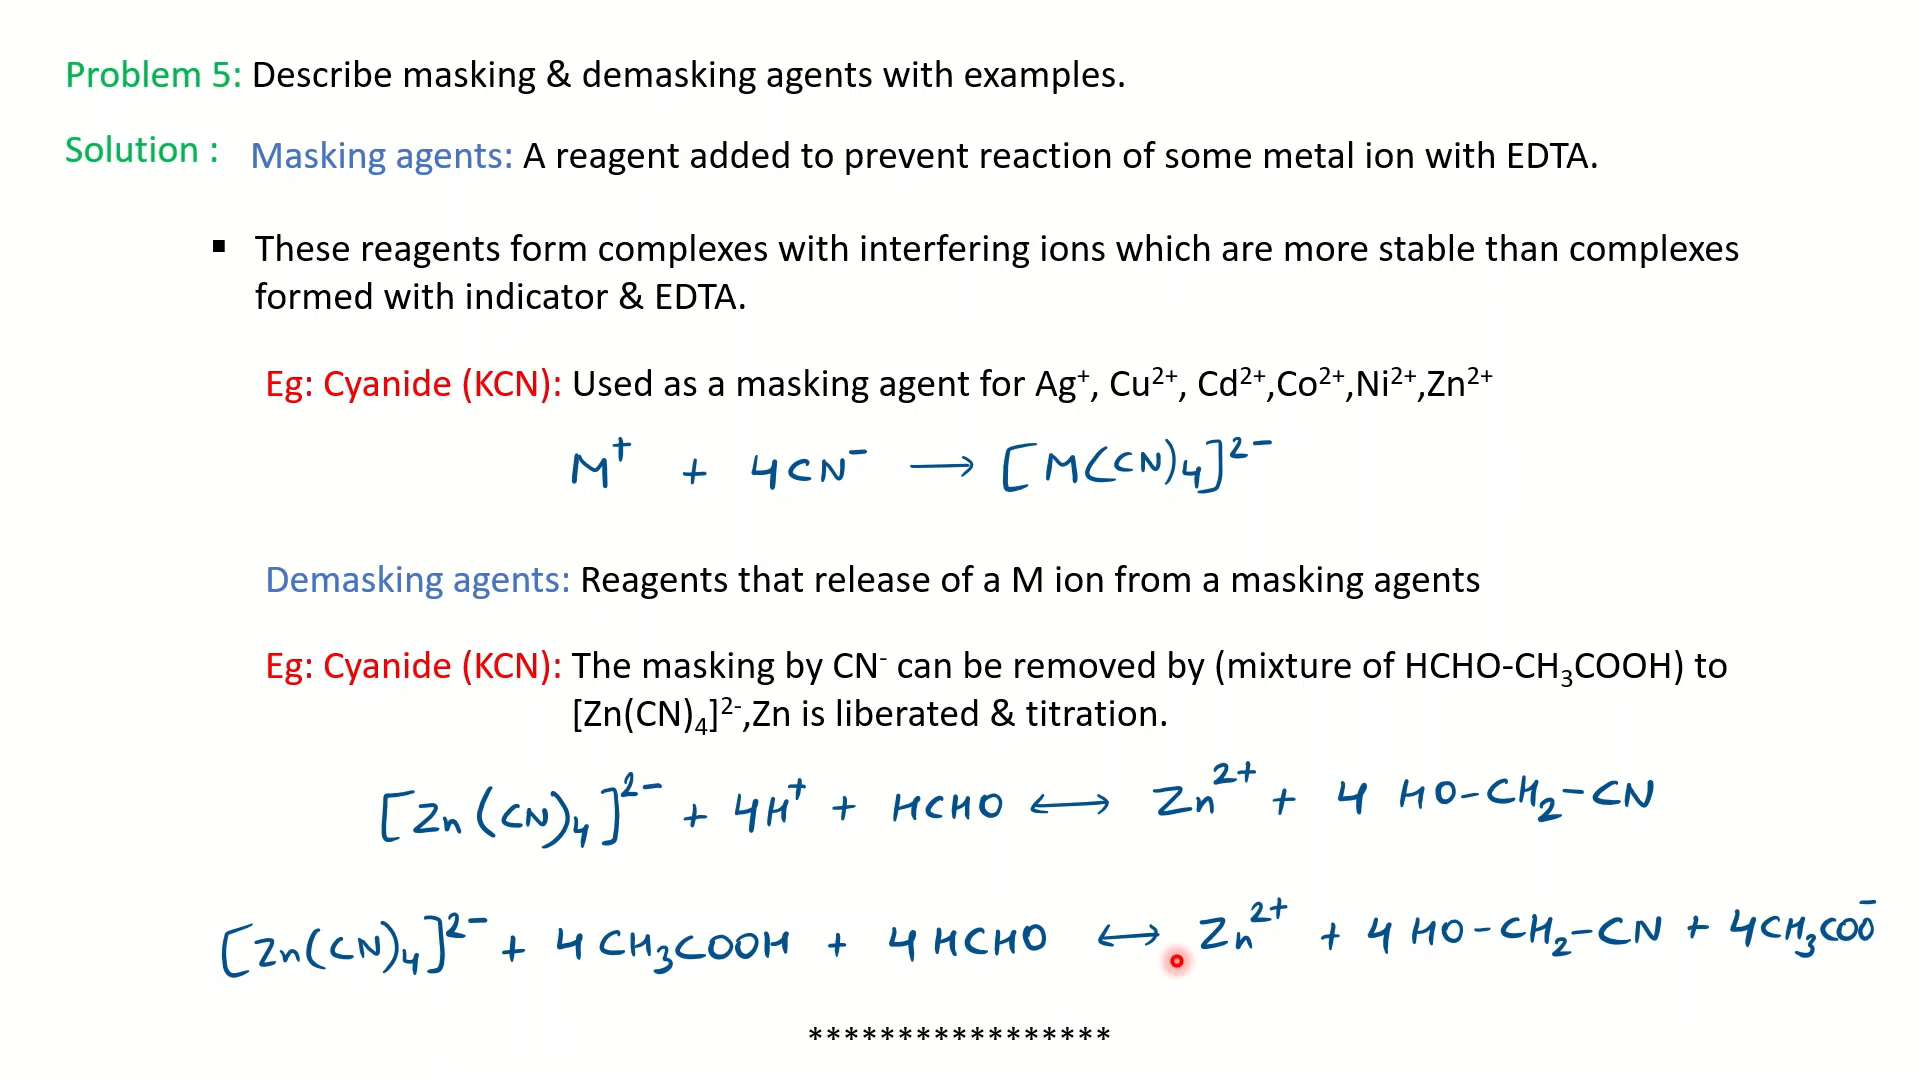 Problem 5: Describe masking & demasking agents with examples.
Solution : Masking agents: A reagent added to prevent reaction of some metal ion with EDTA.
▪ These reagents form complexes with interfering ions which are more stable than complexes
formed with indicator & EDTA.
Eg: Cyanide (KCN): Used as a masking agent for Ag⁺, Cu²⁺, Cd²⁺,Co²⁺,Ni²⁺,Zn²⁺
M⁺ + 4CN⁻ ⟶ [M(CN)₄]²⁻
Demasking agents: Reagents that release of a M ion from a masking agents
Eg: Cyanide (KCN): The masking by CN⁻ can be removed by (mixture of HCHO-CH₃COOH) to
[Zn(CN)₄]²⁻,Zn is liberated & titration.
[Zn(CN)₄]²⁻ + 4H⁺ + HCHO ⟷ Zn²⁺ + 4 HO-CH₂-CN
[Zn(CN)₄]²⁻ + 4 CH₃COOH + 4 HCHO ⟷ Zn²⁺ + 4 HO-CH₂-CN + 4CH₃COO⁻
*****************